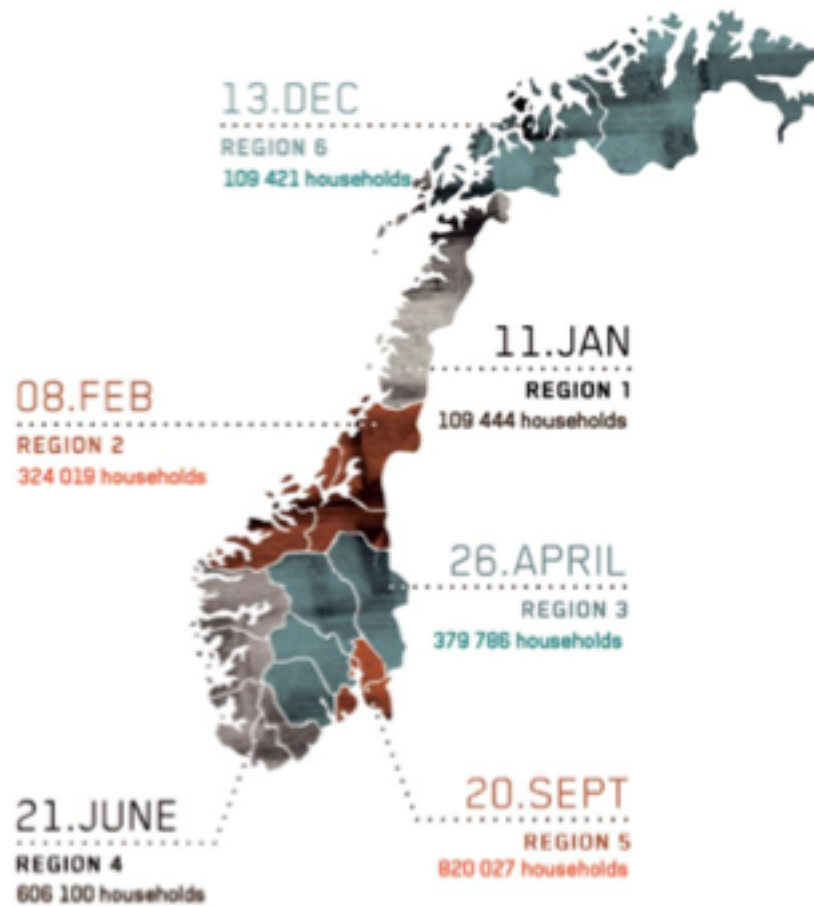 13.DEC
REGION 6
109 421 households
11.JAN
REGION 1
109 444 households
08.FEB
REGION 2
324 019 households
26.APRIL
REGION 3
379 786 households
21.JUNE
REGION 4
606 100 households
20.SEPT
REGION 5
820 027 households